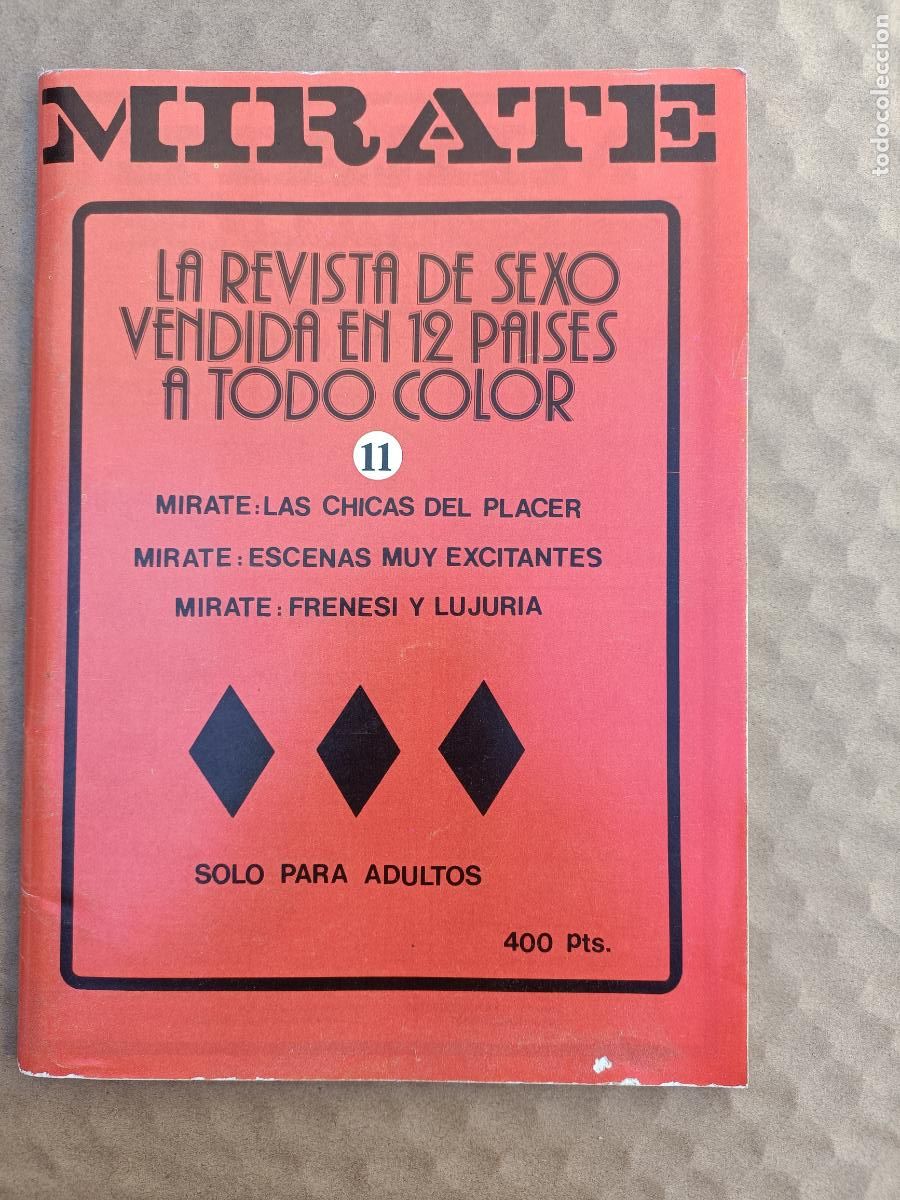 MIRATE
LA REVISTA DE SEXO
VENDIDA EN 12 PAISES
A TODO COLOR
11
MIRATE: LAS CHICAS DEL PLACER
MIRATE: ESCENAS MUY EXCITANTES
MIRATE: FRENESI Y LUJURIA
SOLO PARA ADULTOS
400 Pts.
todocoleccion